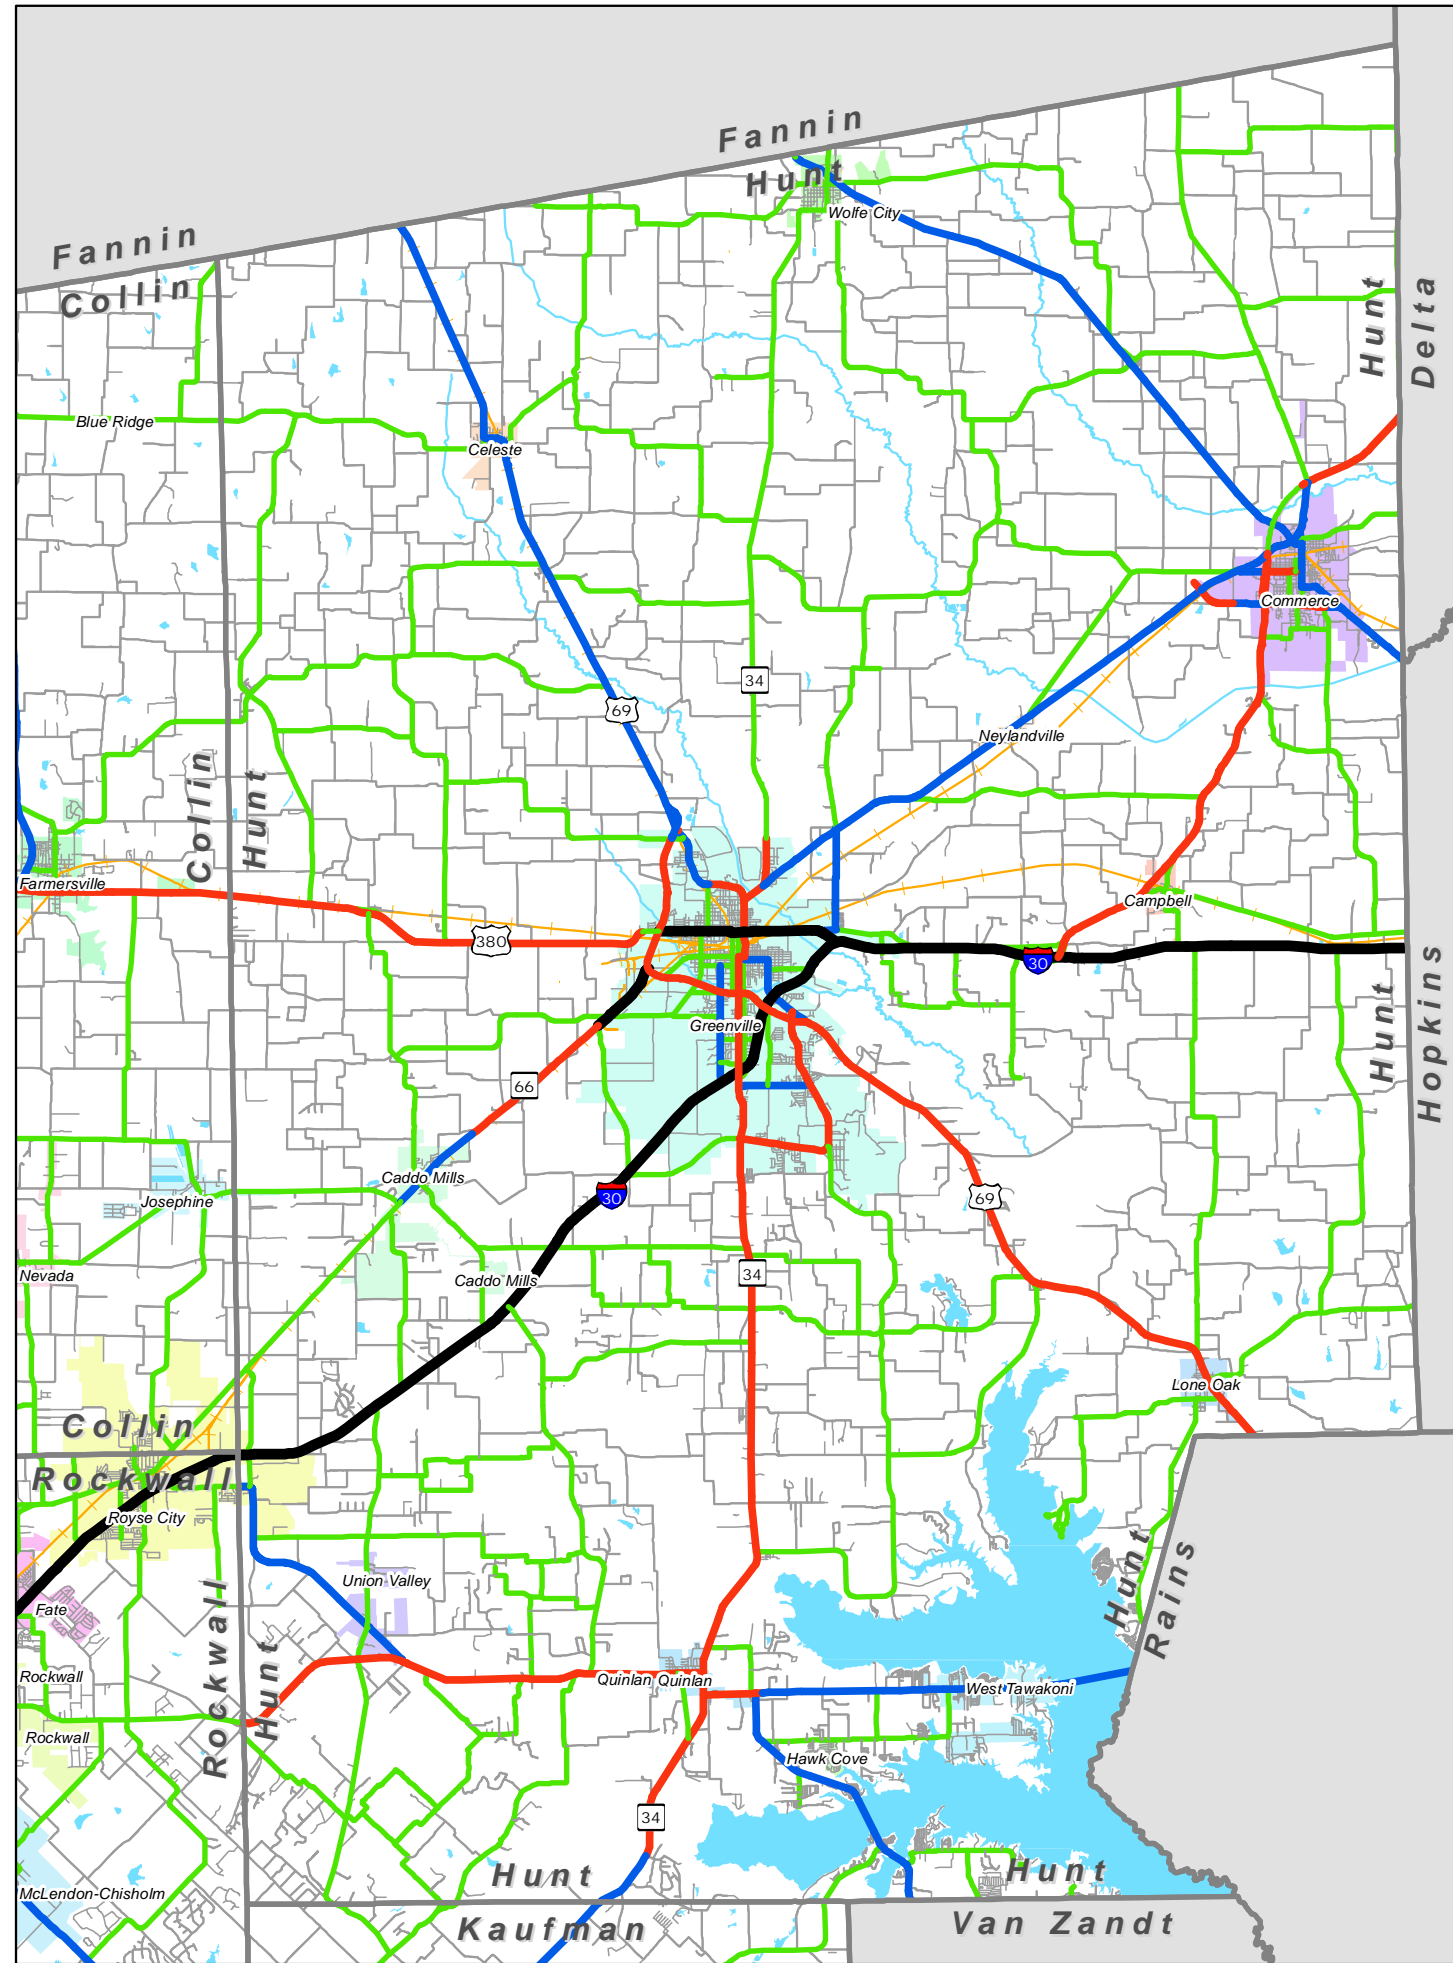 Fannin
Hunt
Wolfe City
Fannin
Collin
Hunt
Delta
Blue Ridge
Celeste
Commerce
34
69
Neylandville
Collin
Hunt
Farmersville
Campbell
380
30
Hunt
Hopkins
Greenville
66
Caddo Mills
30
69
Josephine
Nevada
Caddo Mills
34
Lone Oak
Collin
Rockwall
Royse City
Hunt
Rains
Union Valley
Fate
Rockwall
Hunt
Rockwall
Quinlan
Quinlan
West Tawakoni
Rockwall
Hawk Cove
34
Hunt
Hunt
McLendon-Chisholm
Kaufman
Van Zandt